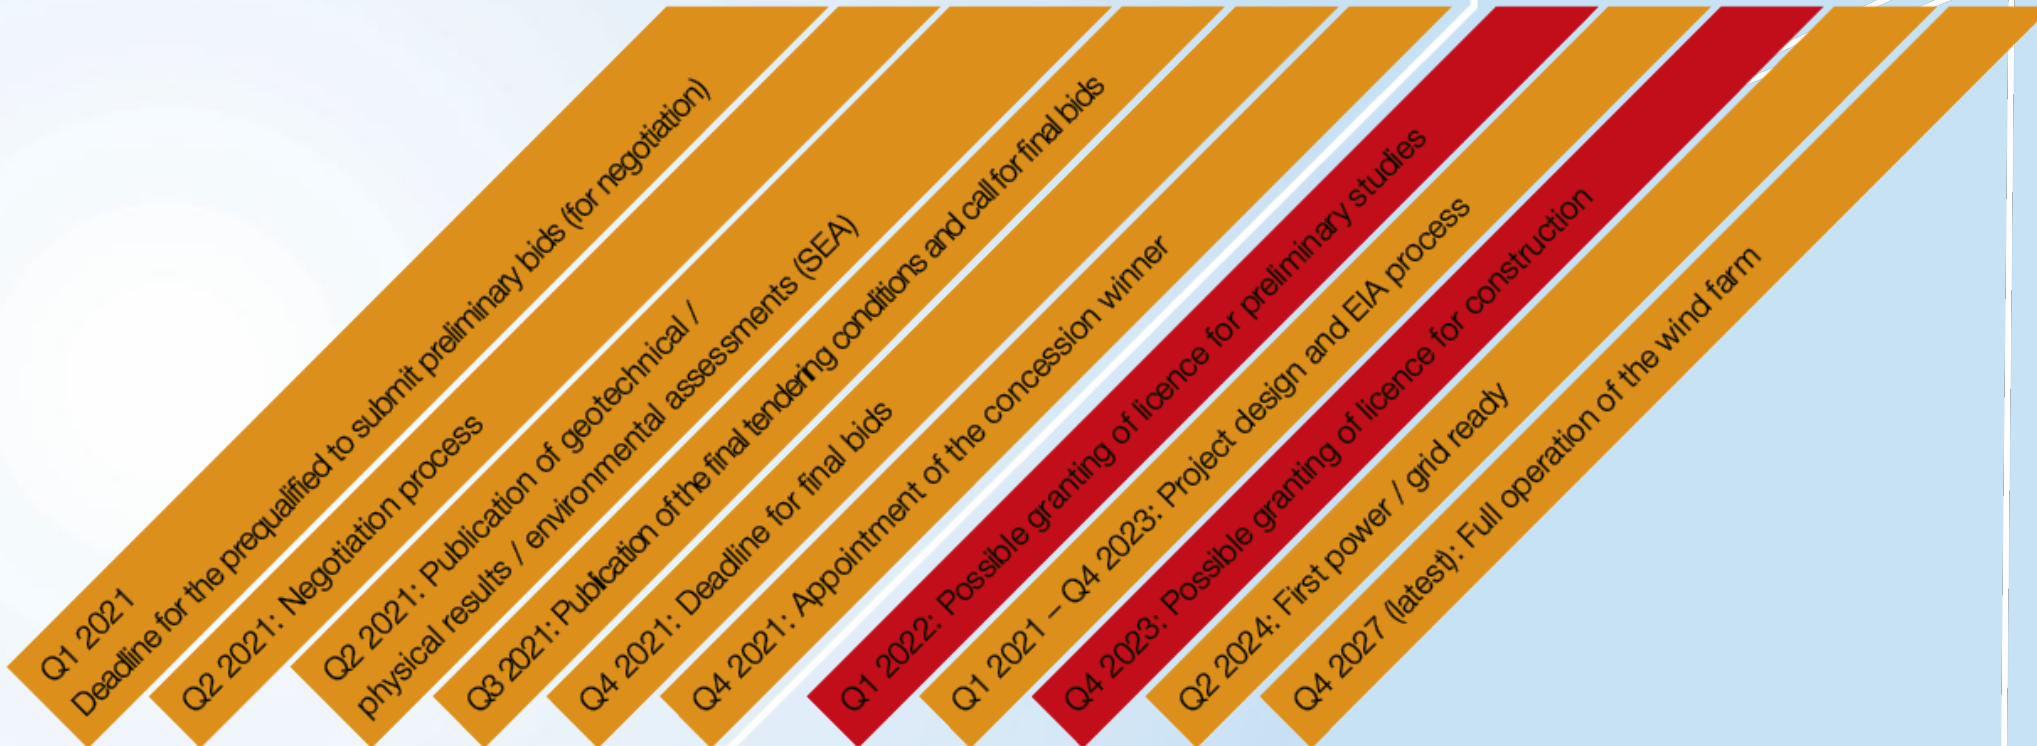 Q1 2021
Deadline for the prequalified to submit preliminary bids (for negotiation)
Q2 2021: Negotiation process
Q2 2021: Publication of geotechnical /
physical results / environmental assessments (SEA)
Q3 2021: Publication of the final tendering conditions and call for final bids
Q4 2021: Deadline for final bids
Q4 2021: Appointment of the concession winner
Q1 2022: Possible granting of licence for preliminary studies
Q1 2021 – Q4 2023: Project design and EIA process
Q4 2023: Possible granting of licence for construction
Q2 2024: First power / grid ready
Q4 2027 (latest): Full operation of the wind farm